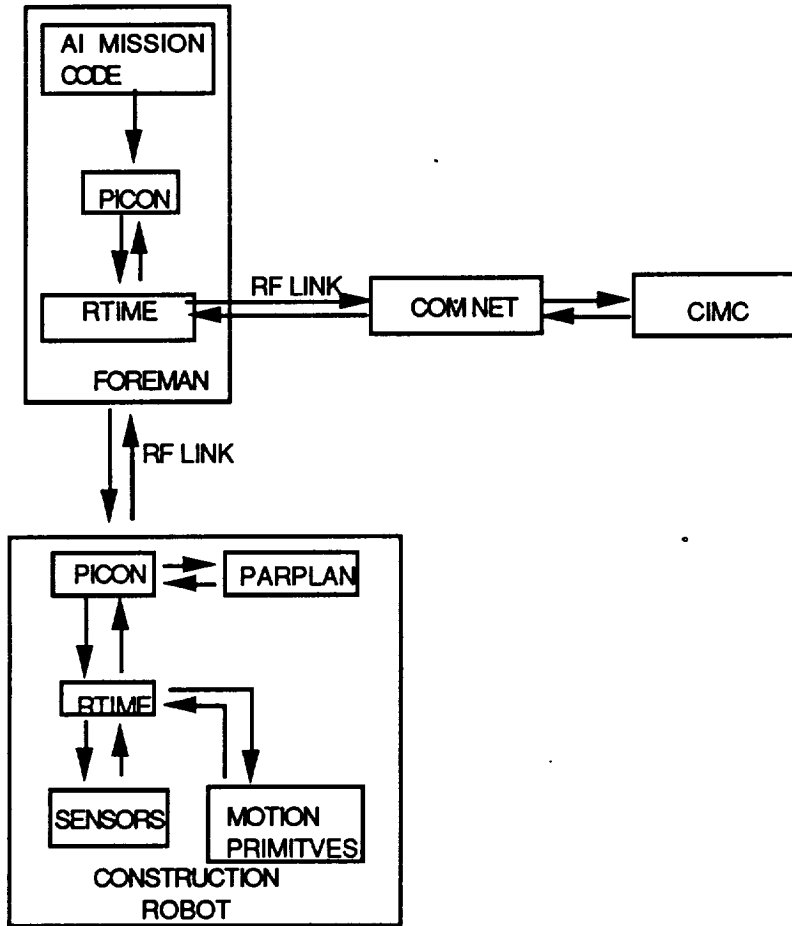 AI MISSION
CODE
PICON
RTIME
FOREMAN
RF LINK
COM NET
CIMC
RF LINK
PICON
PARPLAN
RTIME
SENSORS
MOTION
PRIMITVES
CONSTRUCTION
ROBOT